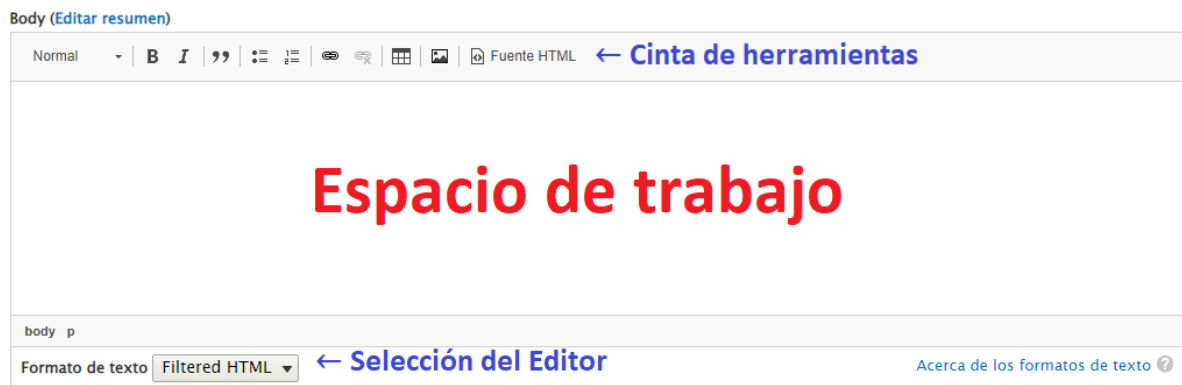 Body (Editar resumen)
Normal B I Fuente HTML ← Cinta de herramientas
Espacio de trabajo
body p
Formato de texto Filtered HTML ← Selección del Editor Acerca de los formatos de texto ?